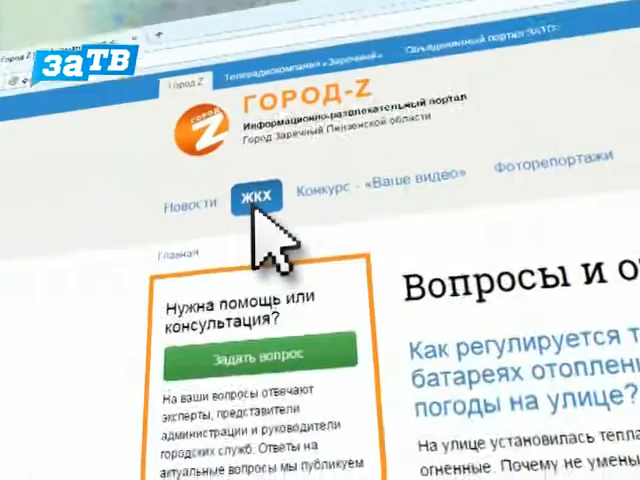 заТВ
Город Z
Телерадиокомпания «Заречный»
Объединенный портал
ГОРОД Z
ГОРОД-Z
Информационно-развлекательный портал
Город Заречный Пензенской области
Новости
ЖКХ
Конкурс - «Ваше видео»
Фоторепортажи
Главная
Нужна помощь или
консультация?
Задать вопрос
На ваши вопросы отвечают
эксперты, представители
администрации и руководители
городских служб. Ответы на
актуальные вопросы мы публикуем
Вопросы и о
Как регулируется т
батареях отоплен
погоды на улице?
На улице установилась тепла
огненные. Почему не умень